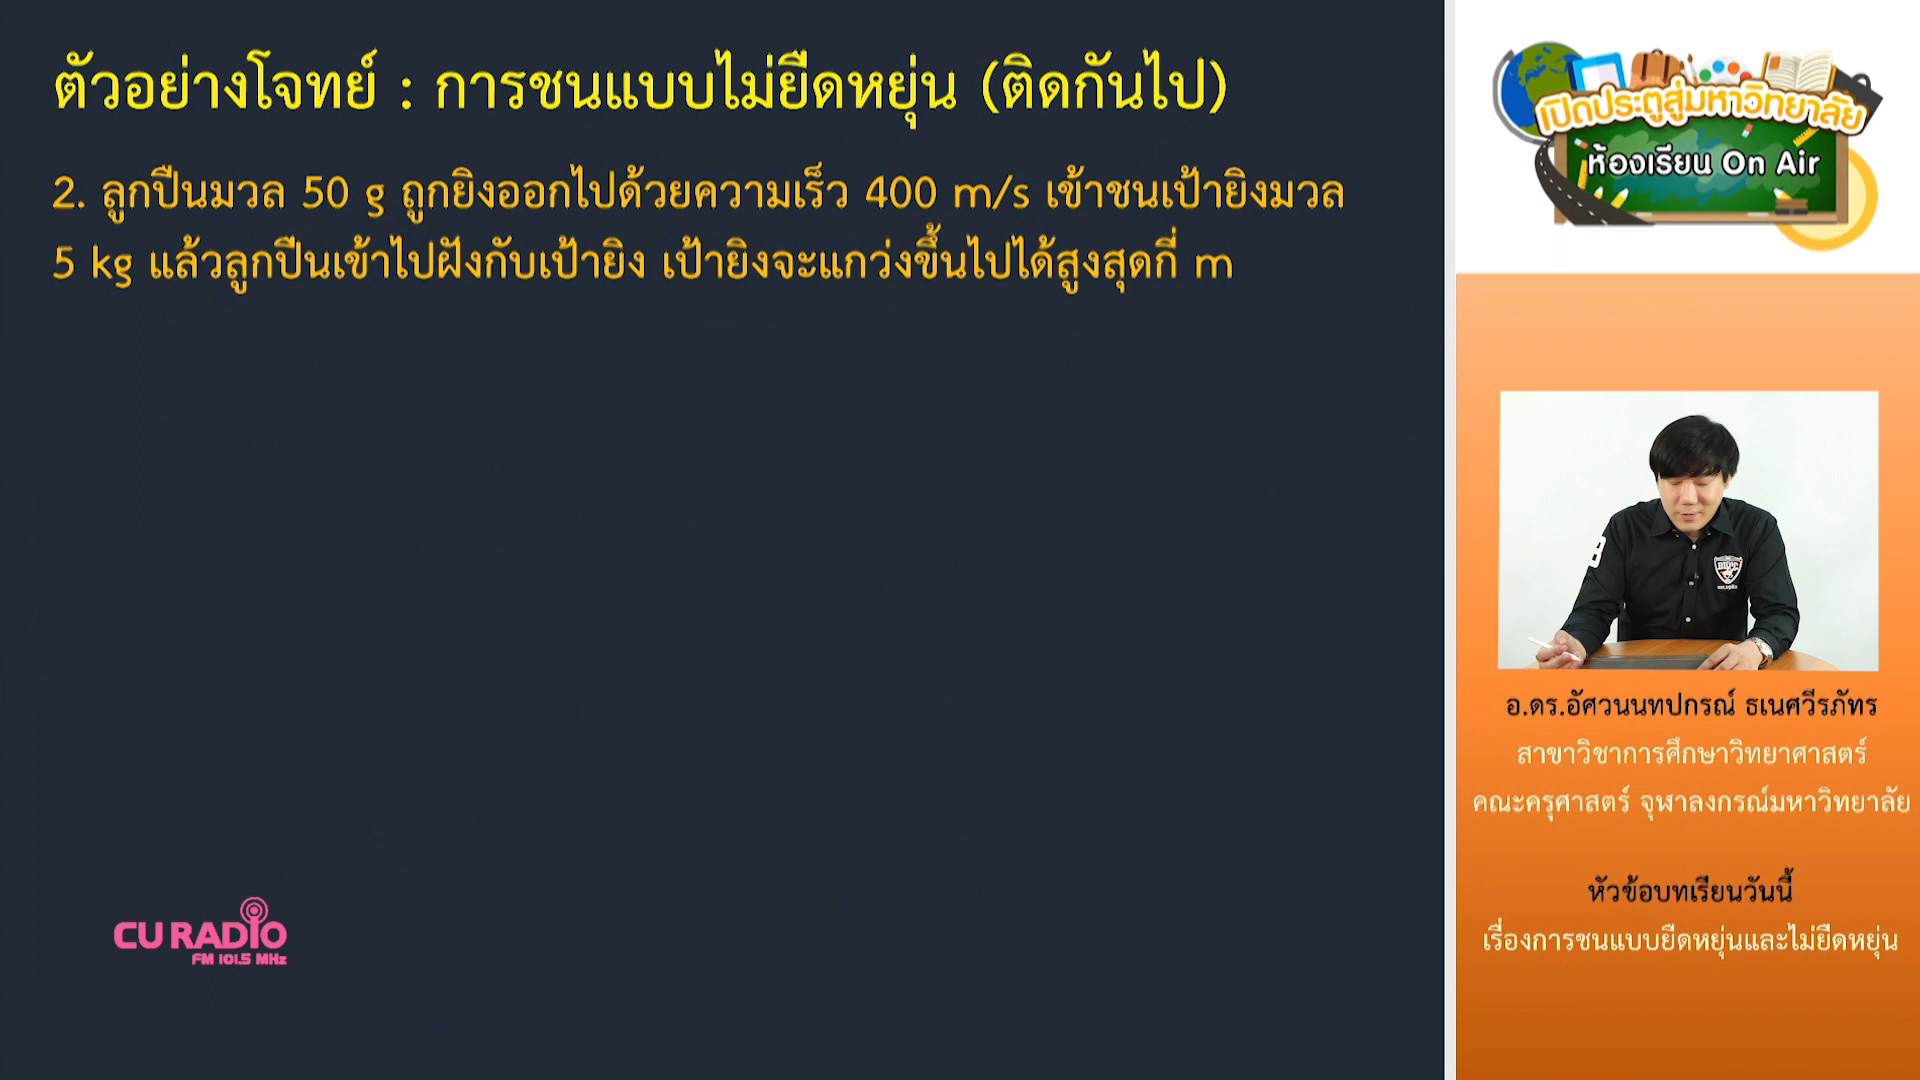 ตัวอย่างโจทย์ : การชนแบบไม่ยืดหยุ่น (ติดกันไป)
2. ลูกปืนมวล 50 g ถูกยิงออกไปด้วยความเร็ว 400 m/s เข้าชนเป้ายิงมวล
5 kg แล้วลูกปืนเข้าไปฝังกับเป้ายิง เป้ายิงจะแกว่งขึ้นไปได้สูงสุดกี่ m
CU RADIO
FM 101.5 MHz
เปิดประตูสู่มหาวิทยาลัย
ห้องเรียน On Air
อ.ดร.อัศวนนทปกรณ์ ธเนศวีรภัทร
สาขาวิชาการศึกษาวิทยาศาสตร์
คณะครุศาสตร์ จุฬาลงกรณ์มหาวิทยาลัย
หัวข้อบทเรียนวันนี้
เรื่องการชนแบบยืดหยุ่นและไม่ยืดหยุ่น